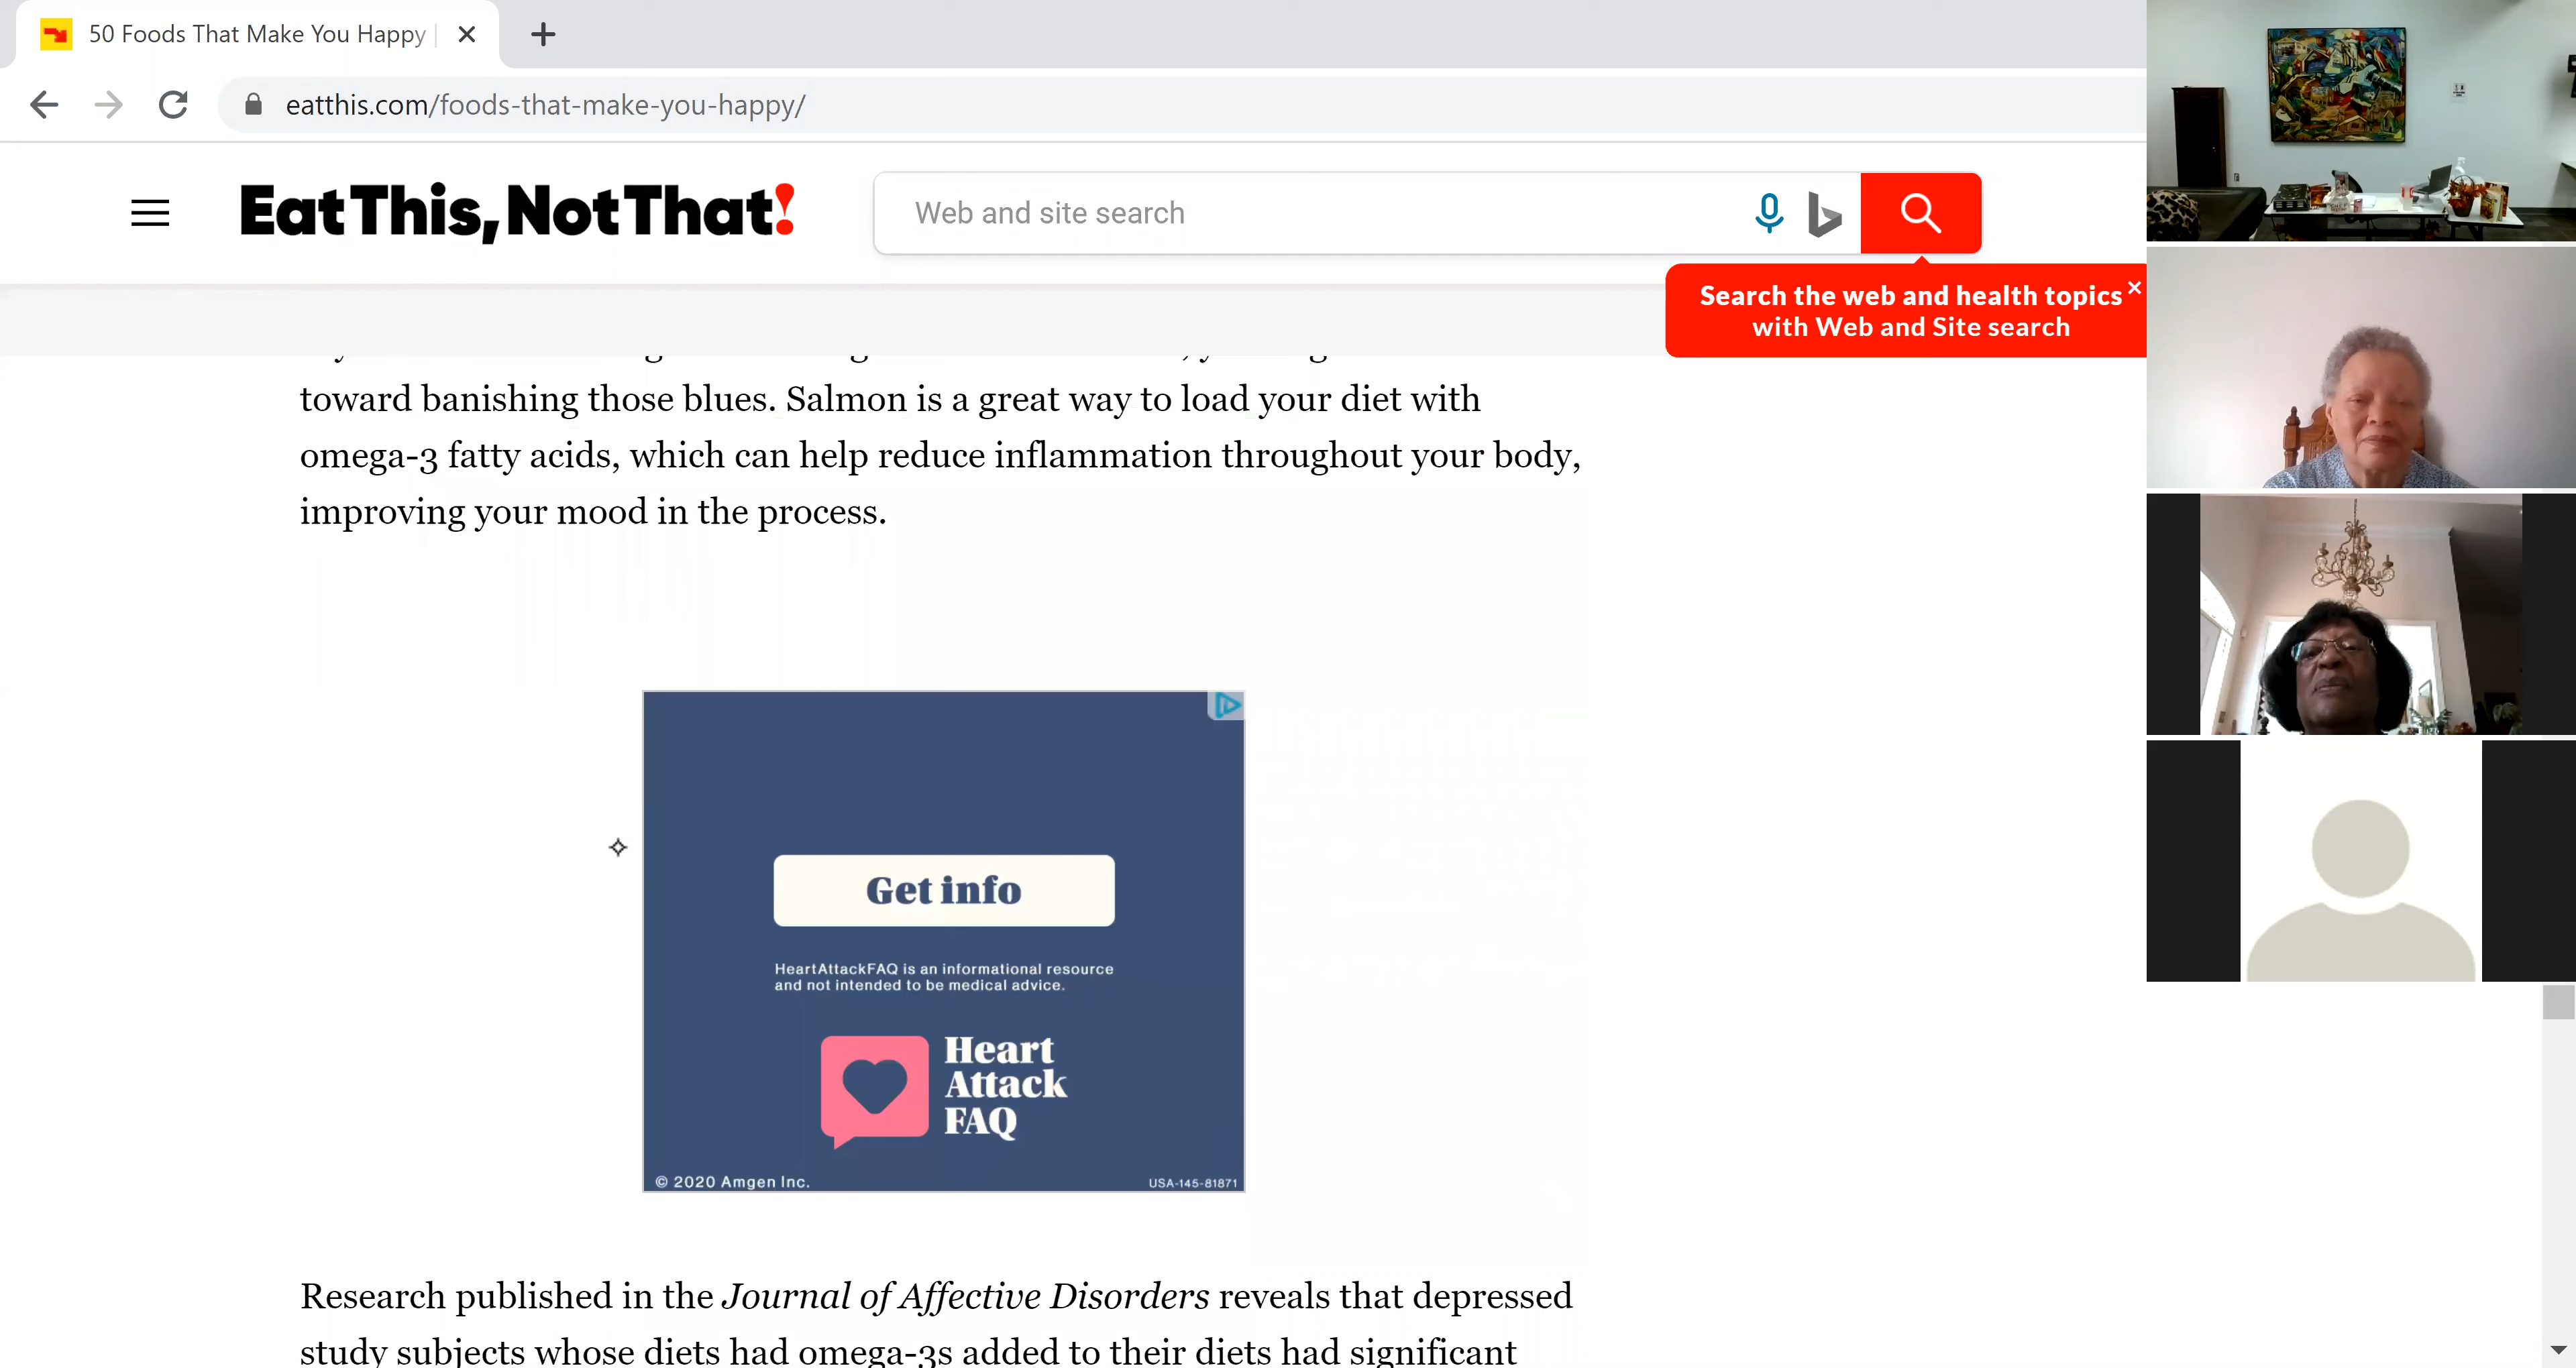 50 Foods That Make You Happy
eatthis.com/foods-that-make-you-happy/
Eat This, Not That!
Web and site search
Search the web and health topics
with Web and Site search
toward banishing those blues. Salmon is a great way to load your diet with
omega-3 fatty acids, which can help reduce inflammation throughout your body,
improving your mood in the process.
Get info
HeartAttackFAQ is an informational resource
and not intended to be medical advice.
Heart
Attack
FAQ
© 2020 Amgen Inc.
USA-145-81871
Research published in the Journal of Affective Disorders reveals that depressed
study subjects whose diets had omega-3s added to their diets had significant